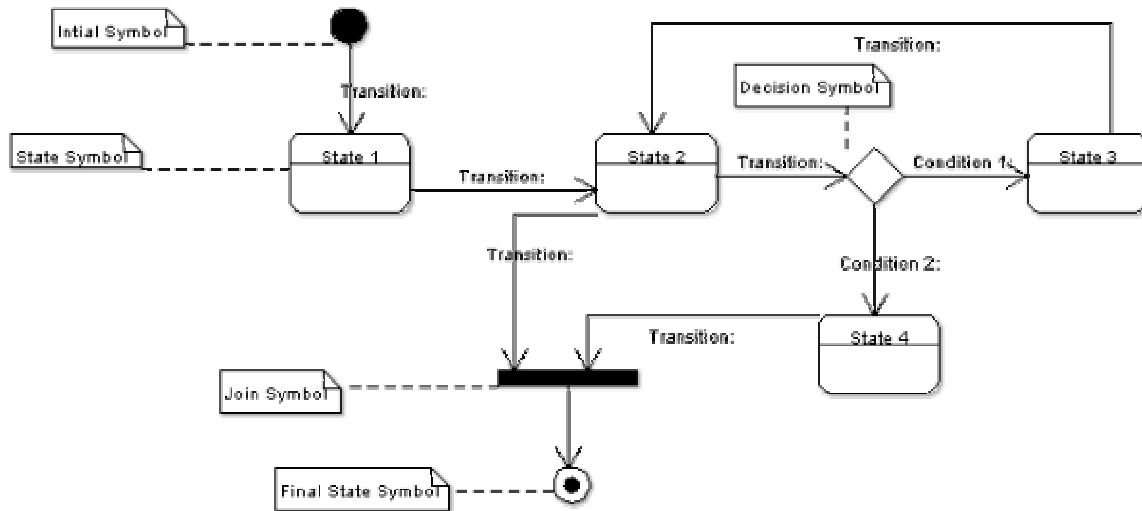 Intial Symbol
Transition:
Decision Symbol
Transition:
State Symbol
State 1
State 2
State 3
Transition:
Transition:
Condition 1:
Transition:
Condition 2:
Transition:
State 4
Join Symbol
Final State Symbol